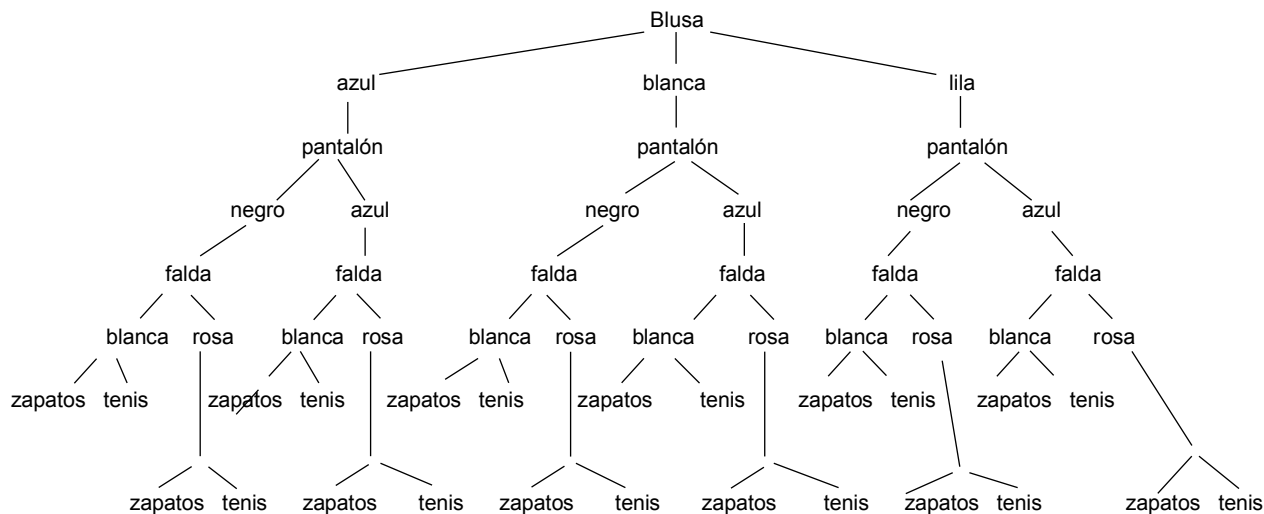 Blusa
azul blanca lila
pantalón pantalón pantalón
negro azul negro azul negro azul
falda falda falda falda falda falda
blanca rosa blanca rosa blanca rosa blanca rosa blanca rosa blanca rosa
zapatos tenis zapatos tenis zapatos tenis zapatos tenis zapatos tenis zapatos tenis
zapatos tenis zapatos tenis zapatos tenis zapatos tenis zapatos tenis zapatos tenis